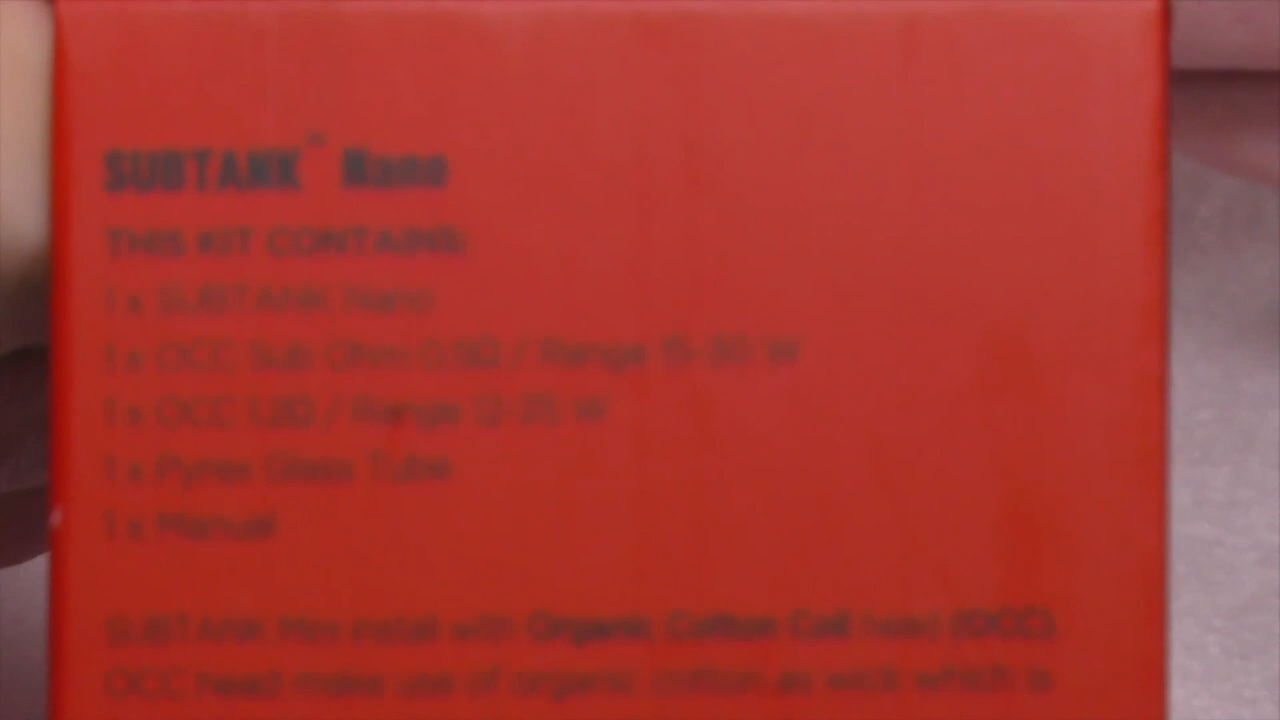 SUBTANK™ Nano
THIS KIT CONTAINS:
1 x SUBTANK Nano
1 x OCC Sub Ohm 0.5Ω / Range 15-30 W
1 x OCC 1.2Ω / Range 12-25 W
1 x Pyrex Glass Tube
1 x Manual
SUBTANK Mini install with Organic Cotton Coil head (OCC).
OCC head makes use of organic cotton as wick which is